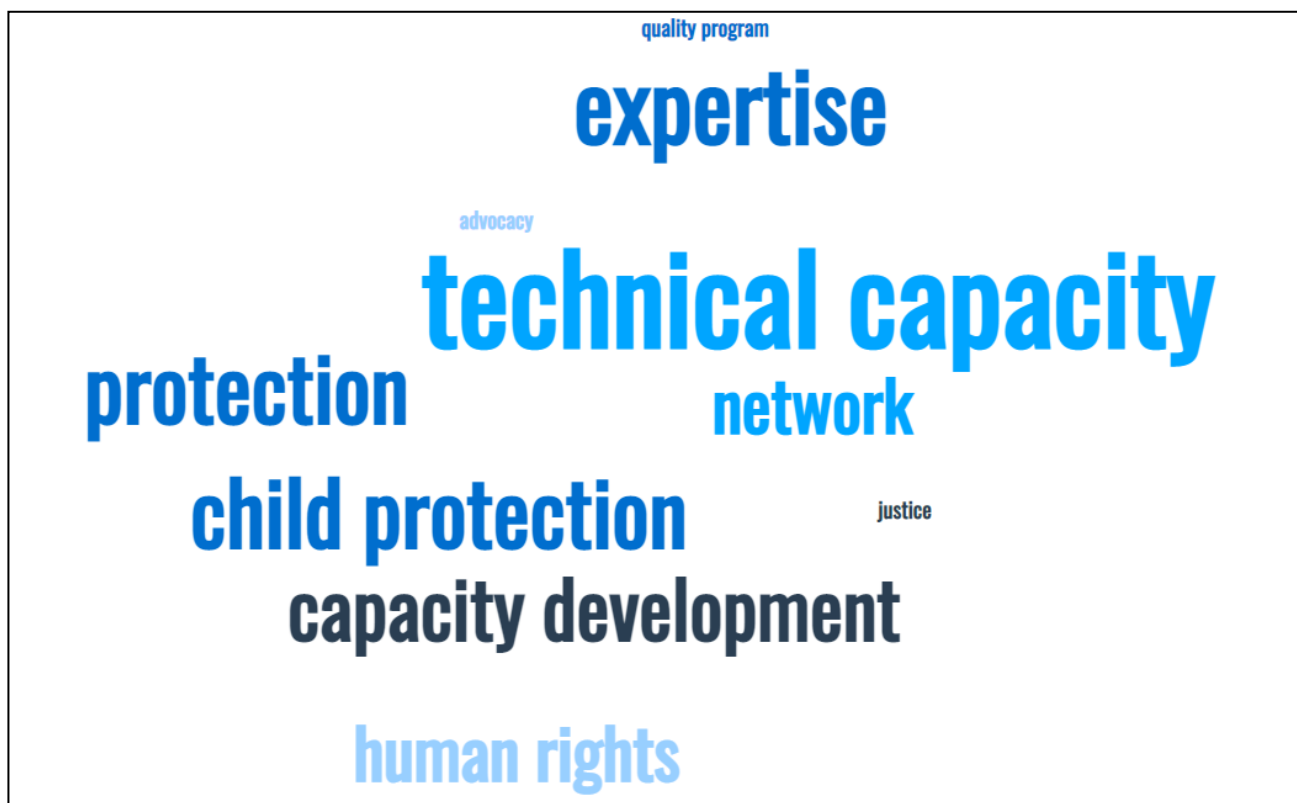 quality program
expertise
advocacy
technical capacity
protection
network
child protection
justice
capacity development
human rights